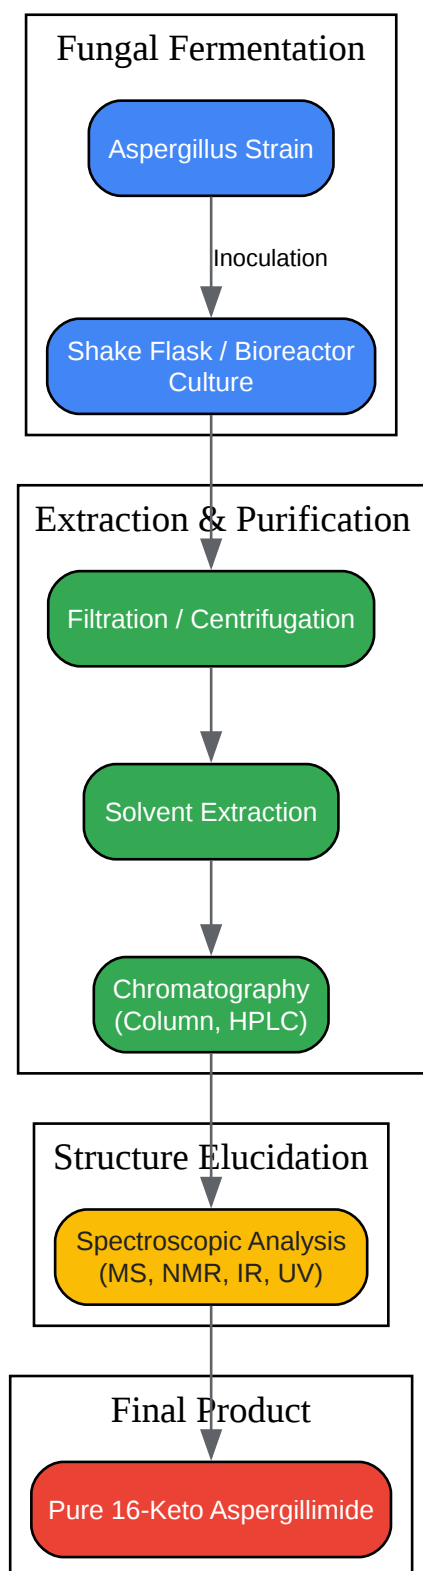 Fungal Fermentation
Aspergillus Strain
Inoculation
Shake Flask / Bioreactor
Culture
Extraction & Purification
Filtration / Centrifugation
Solvent Extraction
Chromatography
(Column, HPLC)
Structure Elucidation
Spectroscopic Analysis
(MS, NMR, IR, UV)
Final Product
Pure 16-Keto Aspergillimide